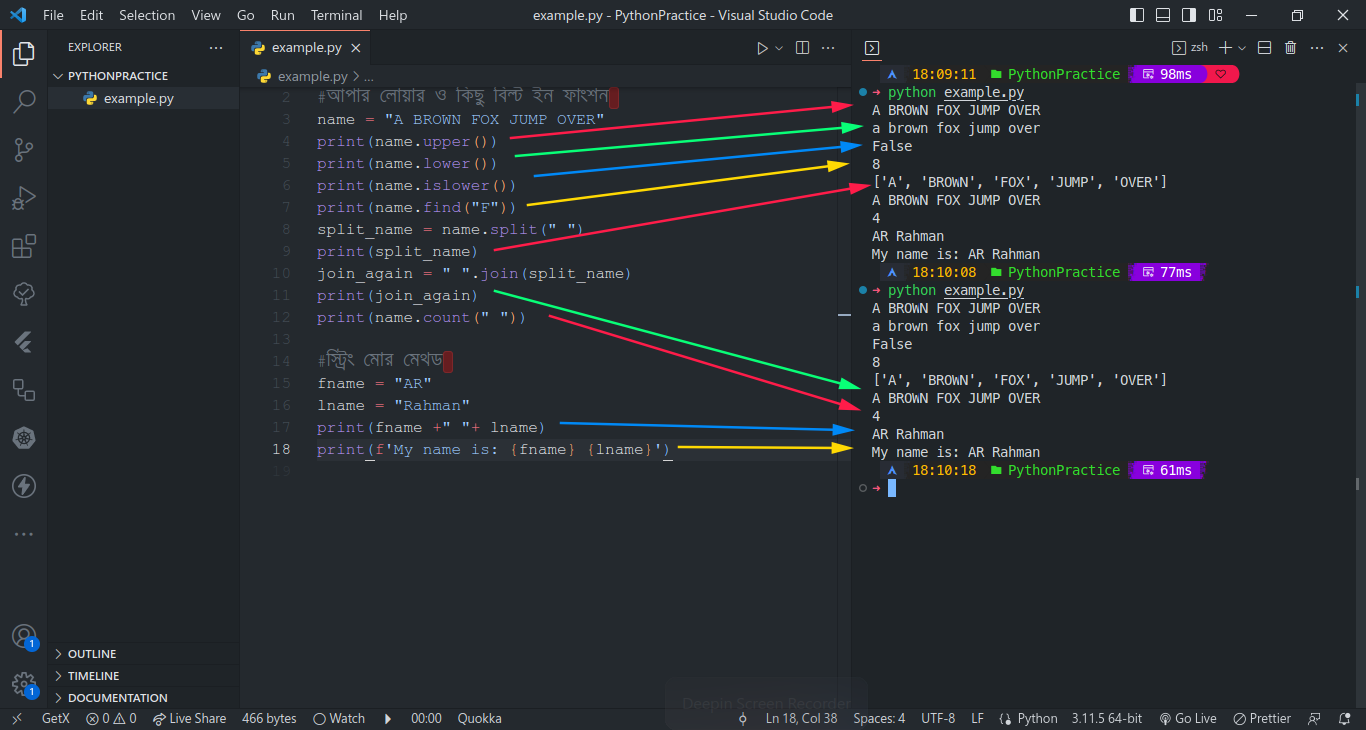 File Edit Selection View Go Run Terminal Help
example.py - PythonPractice - Visual Studio Code
EXPLORER
PYTHONPRACTICE
example.py
OUTLINE
TIMELINE
DOCUMENTATION
example.py
example.py > ...
2 #আপার লোয়ার ও কিছু বিল্ট ইন ফাংশন
3 name = "A BROWN FOX JUMP OVER"
4 print(name.upper())
5 print(name.lower())
6 print(name.islower())
7 print(name.find("F"))
8 split_name = name.split(" ")
9 print(split_name)
10 join_again = " ".join(split_name)
11 print(join_again)
12 print(name.count(" "))
13
14 #স্ট্রিং মোর মেথড
15 fname = "AR"
16 lname = "Rahman"
17 print(fname +" "+ lname)
18 print(f'My name is: {fname} {lname}')
19
zsh
18:09:11 PythonPractice 98ms
python example.py
A BROWN FOX JUMP OVER
a brown fox jump over
False
8
['A', 'BROWN', 'FOX', 'JUMP', 'OVER']
A BROWN FOX JUMP OVER
4
AR Rahman
My name is: AR Rahman
18:10:08 PythonPractice 77ms
python example.py
A BROWN FOX JUMP OVER
a brown fox jump over
False
8
['A', 'BROWN', 'FOX', 'JUMP', 'OVER']
A BROWN FOX JUMP OVER
4
AR Rahman
My name is: AR Rahman
18:10:18 PythonPractice 61ms
Deepin Screen Recorder
1
1
GetX 0 0 Live Share 466 bytes Watch 00:00 Quokka Ln 18, Col 38 Spaces: 4 UTF-8 LF Python 3.11.5 64-bit Go Live Prettier